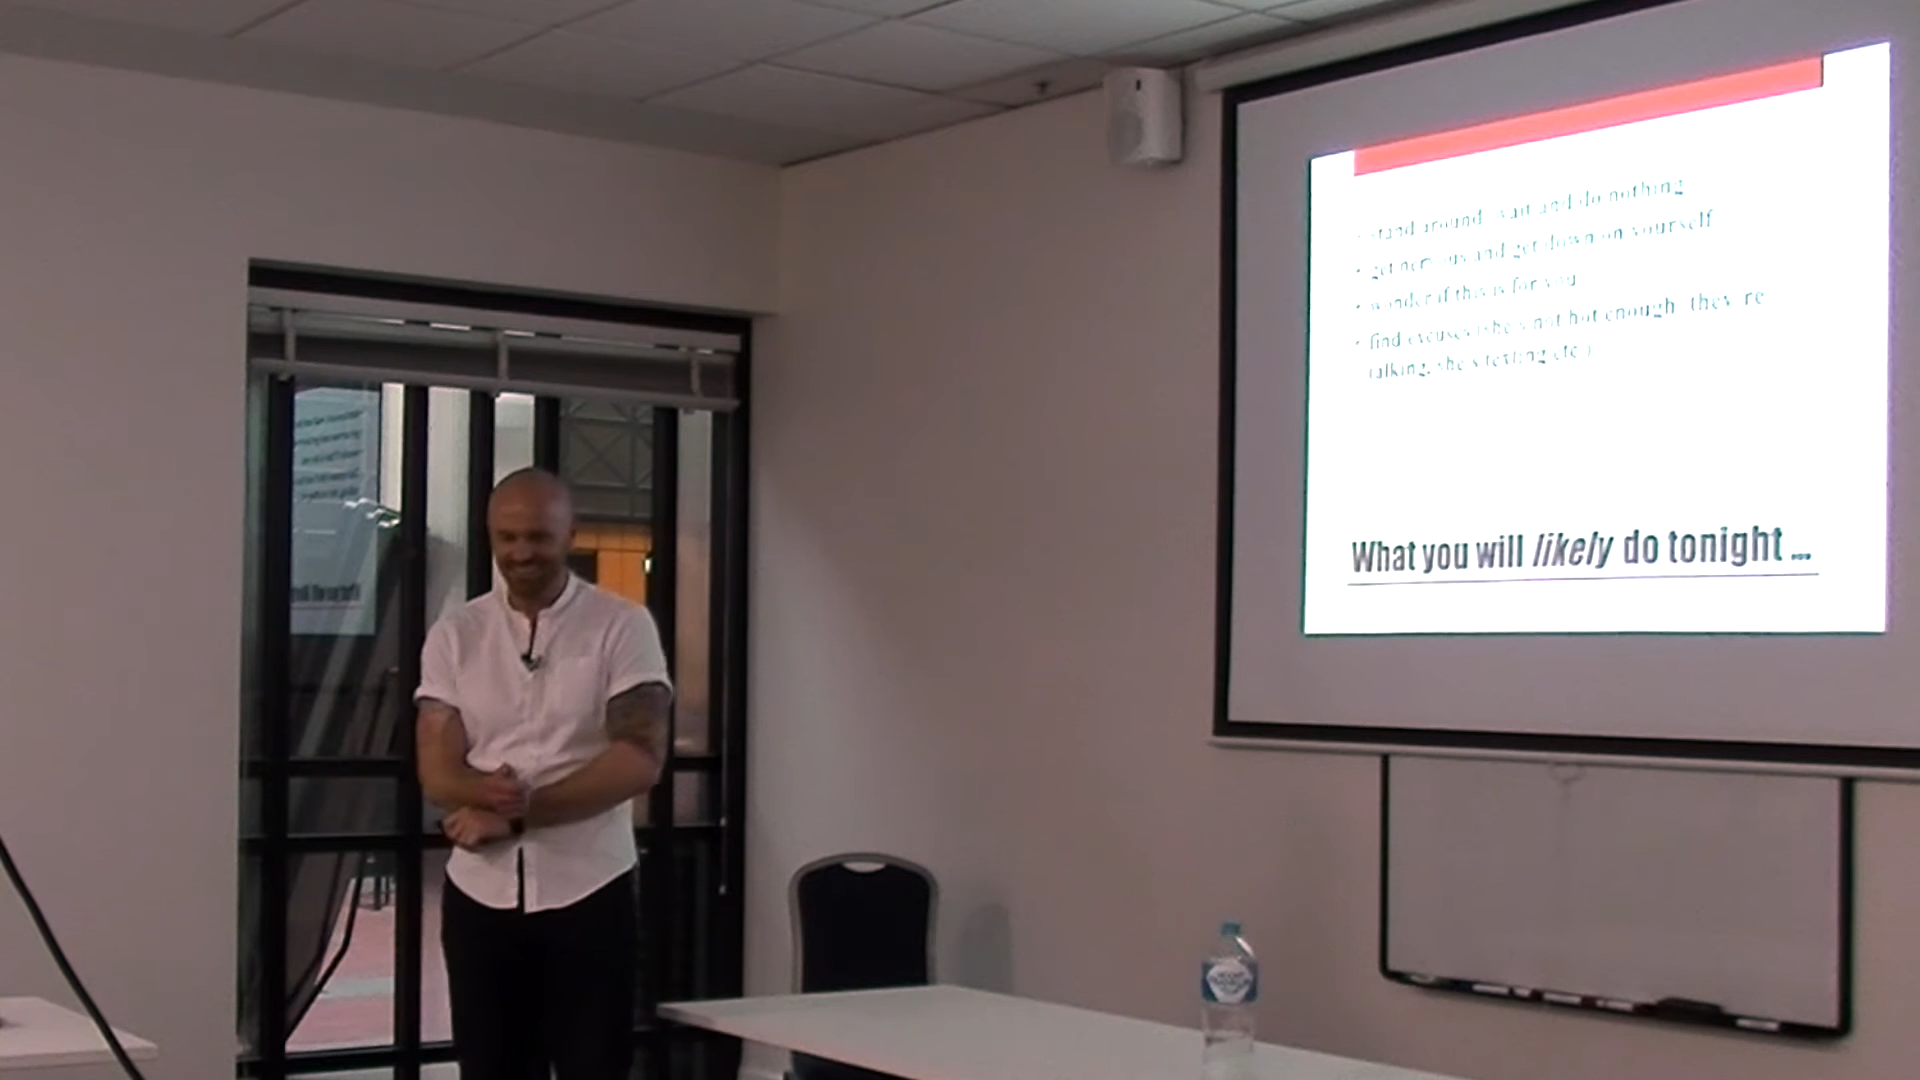 • stand around, wait and do nothing
• get nervous and get down on yourself
• wonder if this is for you
• find excuses (she's not hot enough, they're
talking, she's texting etc.)
What you will likely do tonight ...